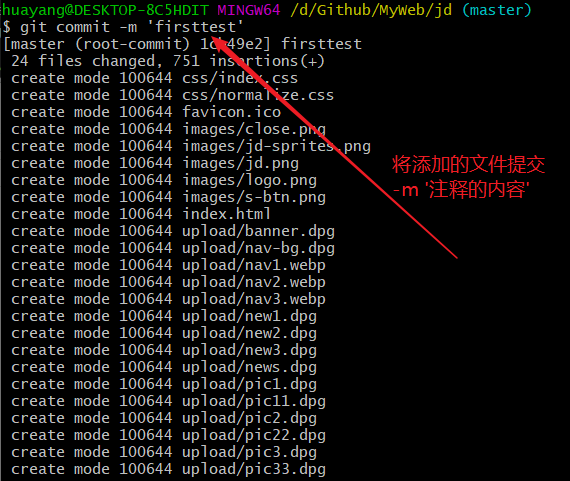 huayang@DESKTOP-8C5HDIT MINGW64 /d/Github/MyWeb/jd (master)
$ git commit -m 'firsttest'
[master (root-commit) 49e2] firsttest
24 files changed, 751 insertions(+)
create mode 100644 css/index.css
create mode 100644 css/normalize.css
create mode 100644 favicon.ico
create mode 100644 images/close.png
create mode 100644 images/jd-sprites.png
create mode 100644 images/jd.png
create mode 100644 images/logo.png
create mode 100644 images/s-btn.png
将添加的文件提交
-m '注释的内容'
create mode 100644 index.html
create mode 100644 upload/banner.dpg
create mode 100644 upload/nav-bg.dpg
create mode 100644 upload/nav1.webp
create mode 100644 upload/nav2.webp
create mode 100644 upload/nav3.webp
create mode 100644 upload/new1.dpg
create mode 100644 upload/new2.dpg
create mode 100644 upload/new3.dpg
create mode 100644 upload/news.dpg
create mode 100644 upload/pic1.dpg
create mode 100644 upload/pic11.dpg
create mode 100644 upload/pic2.dpg
create mode 100644 upload/pic22.dpg
create mode 100644 upload/pic3.dpg
create mode 100644 upload/pic33.dpg